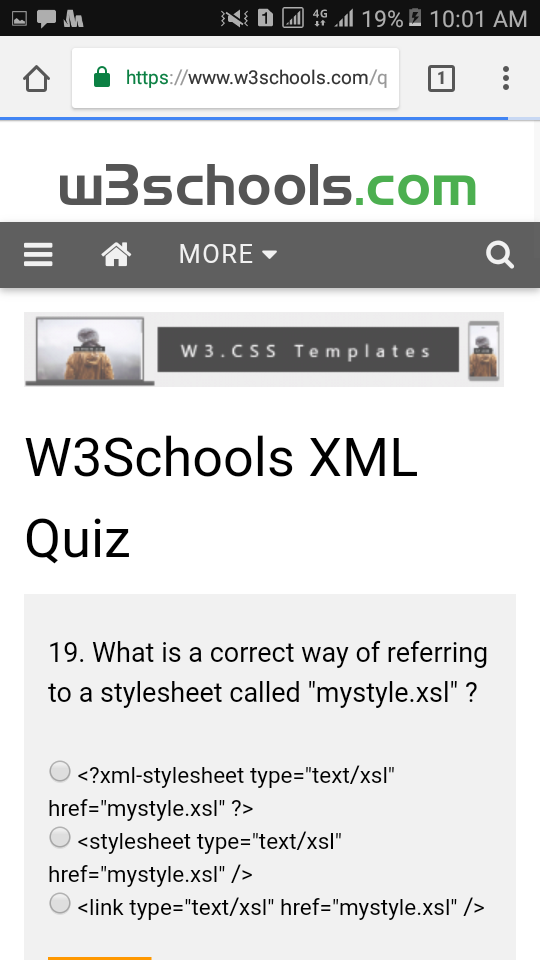 1 4G 19% 10:01 AM
https://www.w3schools.com/q 1
w3schools.com
MORE
W3.CSS Templates
W3Schools XML
Quiz
19. What is a correct way of referring
to a stylesheet called "mystyle.xsl" ?
<?xml-stylesheet type="text/xsl"
href="mystyle.xsl" ?>
<stylesheet type="text/xsl"
href="mystyle.xsl" />
<link type="text/xsl" href="mystyle.xsl" />